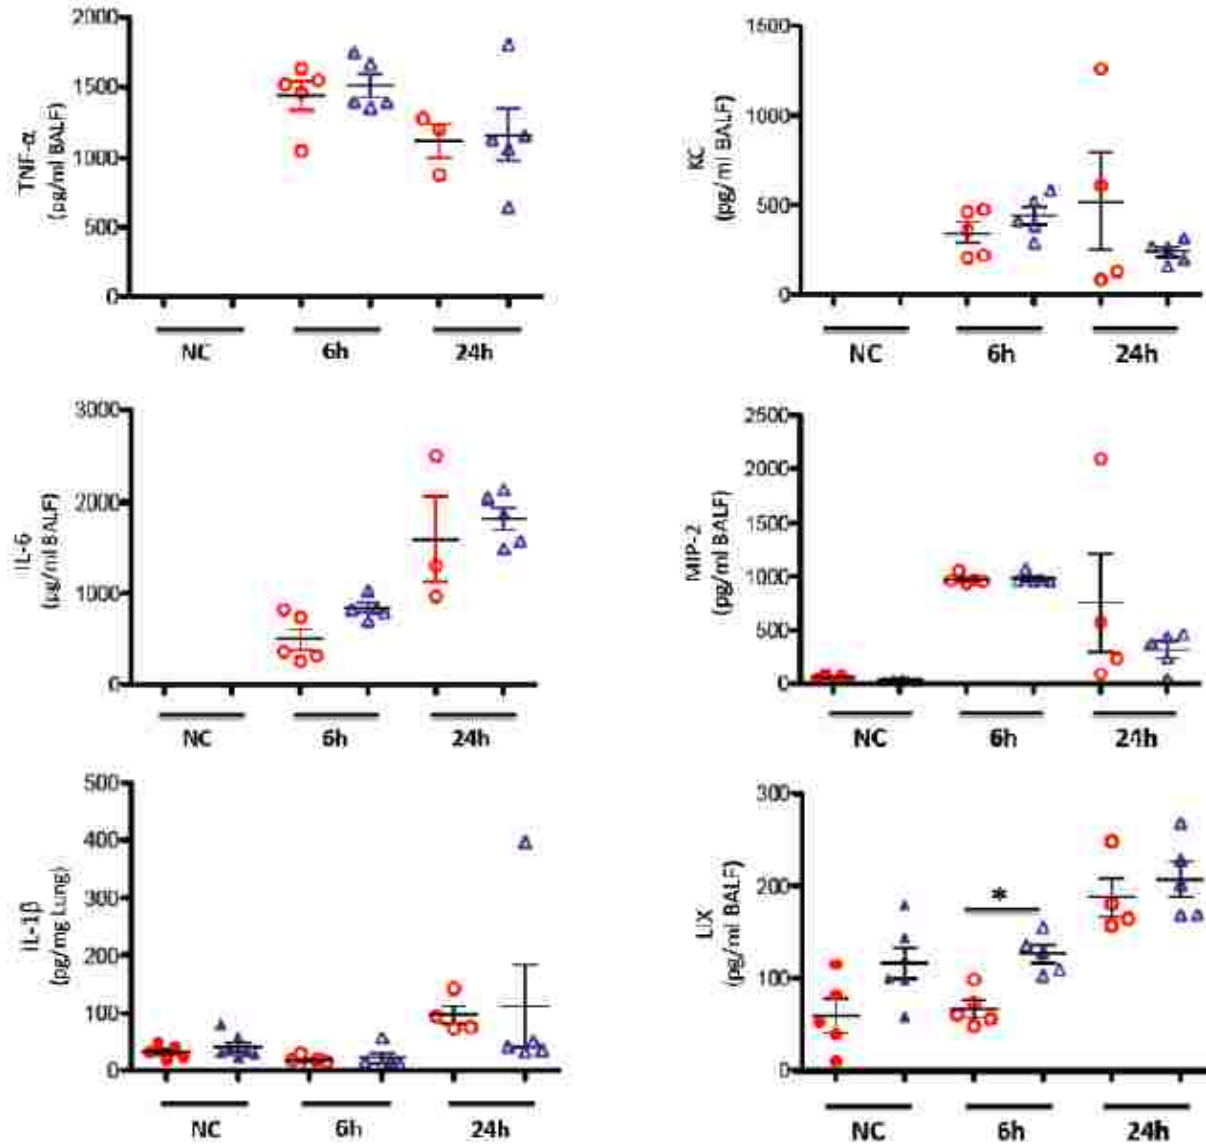 TNF-α
(pg/ml BALF)
2000
1500
1000
500
0
NC 6h 24h
KC
(pg/ml BALF)
1500
1000
500
0
NC 6h 24h
IL-6
(pg/ml BALF)
3000
2000
1000
0
NC 6h 24h
MIP-2
(pg/ml BALF)
2500
2000
1500
1000
500
0
NC 6h 24h
IL-1β
(pg/mg Lung)
500
400
300
200
100
0
NC 6h 24h
LIX
(pg/ml BALF)
300
200
100
0
*
NC 6h 24h